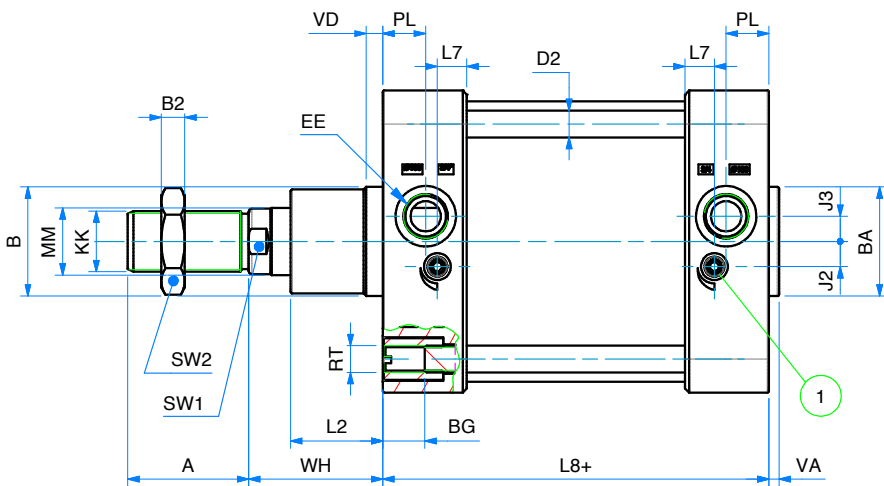 VD PL PL
L7 L7
D2
B2
EE
B
MM
KK
J3
BA
J2
RT
SW2
SW1
1
L2 BG
A WH L8+ VA